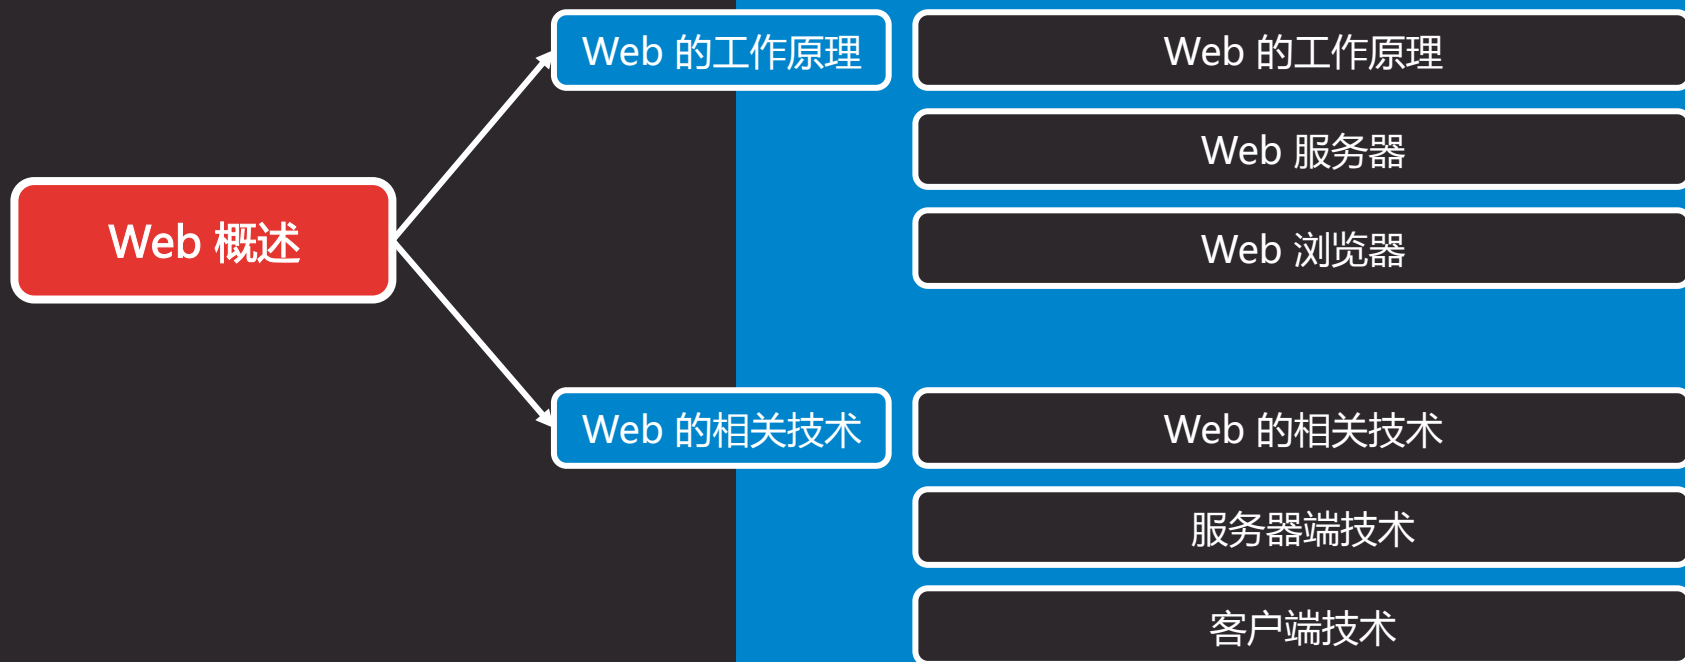 Web 概述
Web 的工作原理
Web 的工作原理
Web 服务器
Web 浏览器
Web 的相关技术
Web 的相关技术
服务器端技术
客户端技术